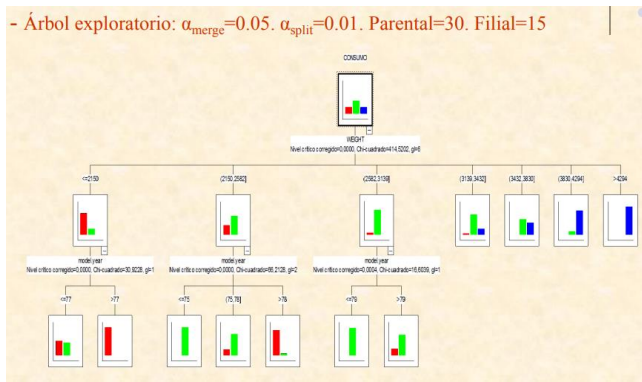 - Árbol exploratorio: αmerge=0.05. αsplit=0.01. Parental=30. Filial=15
CONSUMO
WEIGHT
Nivel crítico corregido=0,0000, Chi-cuadrado=414,5202, gl=6
<=2159
(2150,2582]
(2582,3139]
(3139,3432]
(3432,3830]
(3830,4294]
>4294
model year
Nivel crítico corregido=0,0000, Chi-cuadrado=30,9228, gl=1
model year
Nivel crítico corregido=0,0000, Chi-cuadrado=66,2128, gl=2
model year
Nivel crítico corregido=0,0004, Chi-cuadrado=16,6039, gl=1
<=77
>77
<=75
(75,78]
>78
<=79
>79